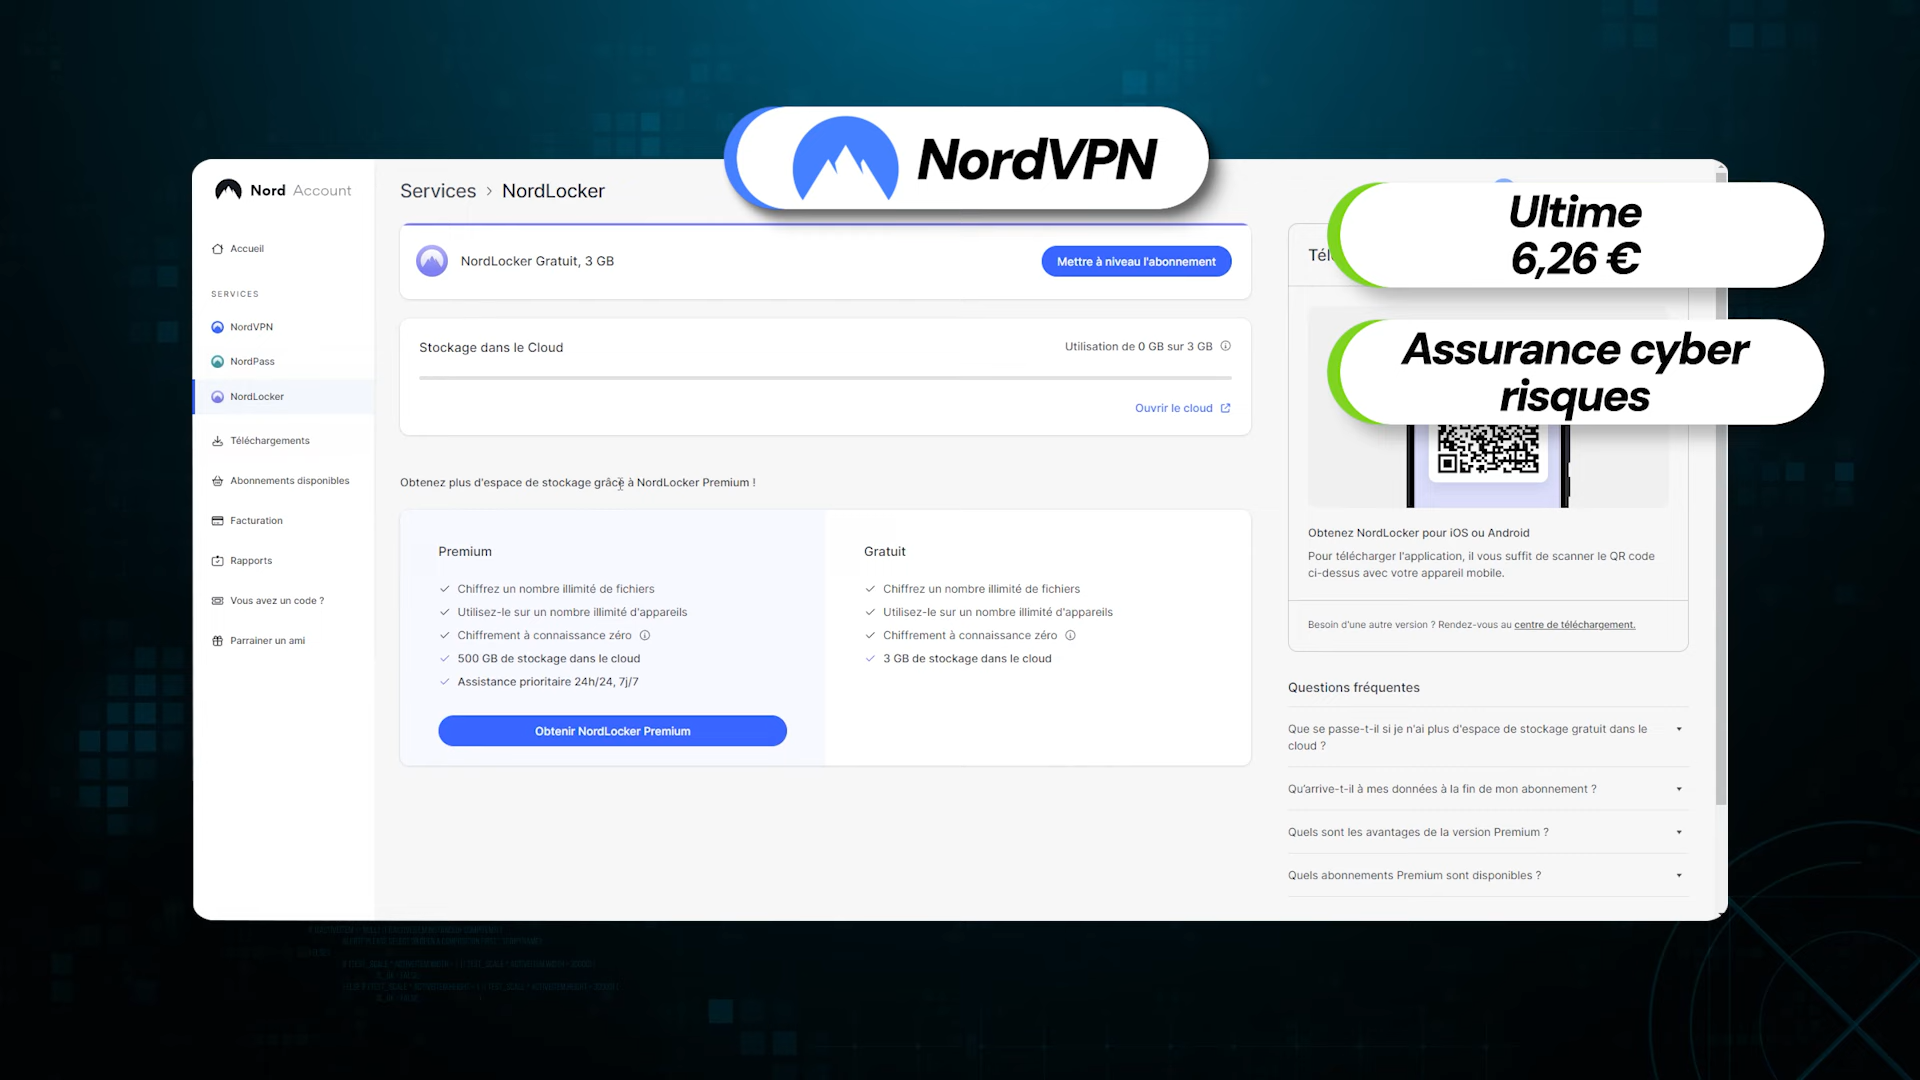 NordVPN
Ultime
6,26 €
Assurance cyber
risques
Nord Account
Accueil
SERVICES
NordVPN
NordPass
NordLocker
Téléchargements
Abonnements disponibles
Facturation
Rapports
Vous avez un code ?
Parrainer un ami
Services › NordLocker
NordLocker Gratuit, 3 GB
Mettre à niveau l'abonnement
Stockage dans le Cloud
Utilisation de 0 GB sur 3 GB
Ouvrir le cloud
Obtenez plus d'espace de stockage grâce à NordLocker Premium !
Premium
Chiffrez un nombre illimité de fichiers
Utilisez-le sur un nombre illimité d'appareils
Chiffrement à connaissance zéro
500 GB de stockage dans le cloud
Assistance prioritaire 24h/24, 7j/7
Obtenir NordLocker Premium
Gratuit
Chiffrez un nombre illimité de fichiers
Utilisez-le sur un nombre illimité d'appareils
Chiffrement à connaissance zéro
3 GB de stockage dans le cloud
Obtenez NordLocker pour iOS ou Android
Pour télécharger l'application, il vous suffit de scanner le QR code
ci-dessus avec votre appareil mobile.
Besoin d'une autre version ? Rendez-vous au centre de téléchargement.
Questions fréquentes
Que se passe-t-il si je n'ai plus d'espace de stockage gratuit dans le
cloud ?
Qu'arrive-t-il à mes données à la fin de mon abonnement ?
Quels sont les avantages de la version Premium ?
Quels abonnements Premium sont disponibles ?